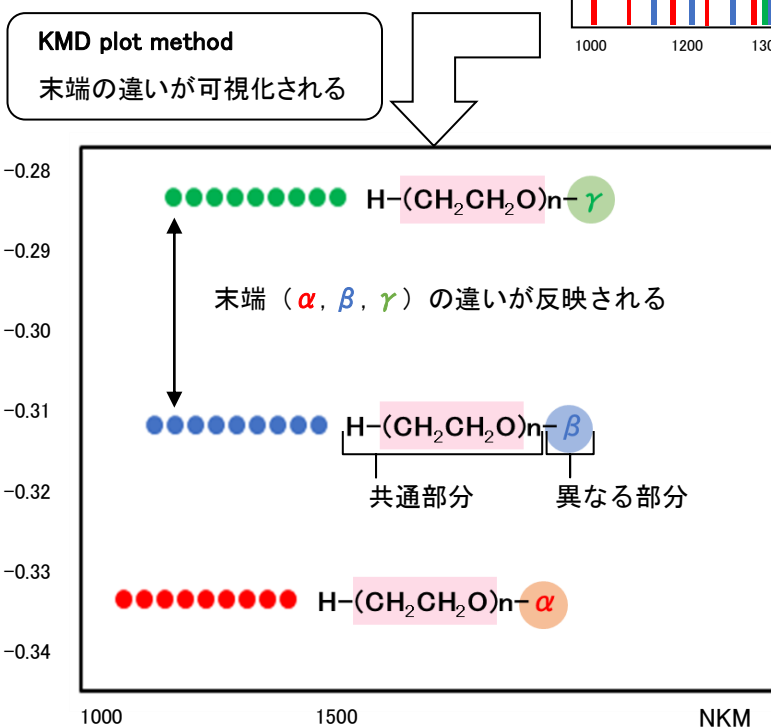 KMD plot method
末端の違いが可視化される
1000 1200
-0.28
H-(CH₂CH₂O)n-γ
-0.29
末端（α, β, γ）の違いが反映される
-0.30
-0.31
H-(CH₂CH₂O)n-β
共通部分 異なる部分
-0.32
-0.33
H-(CH₂CH₂O)n-α
-0.34
1000 1500 NKM